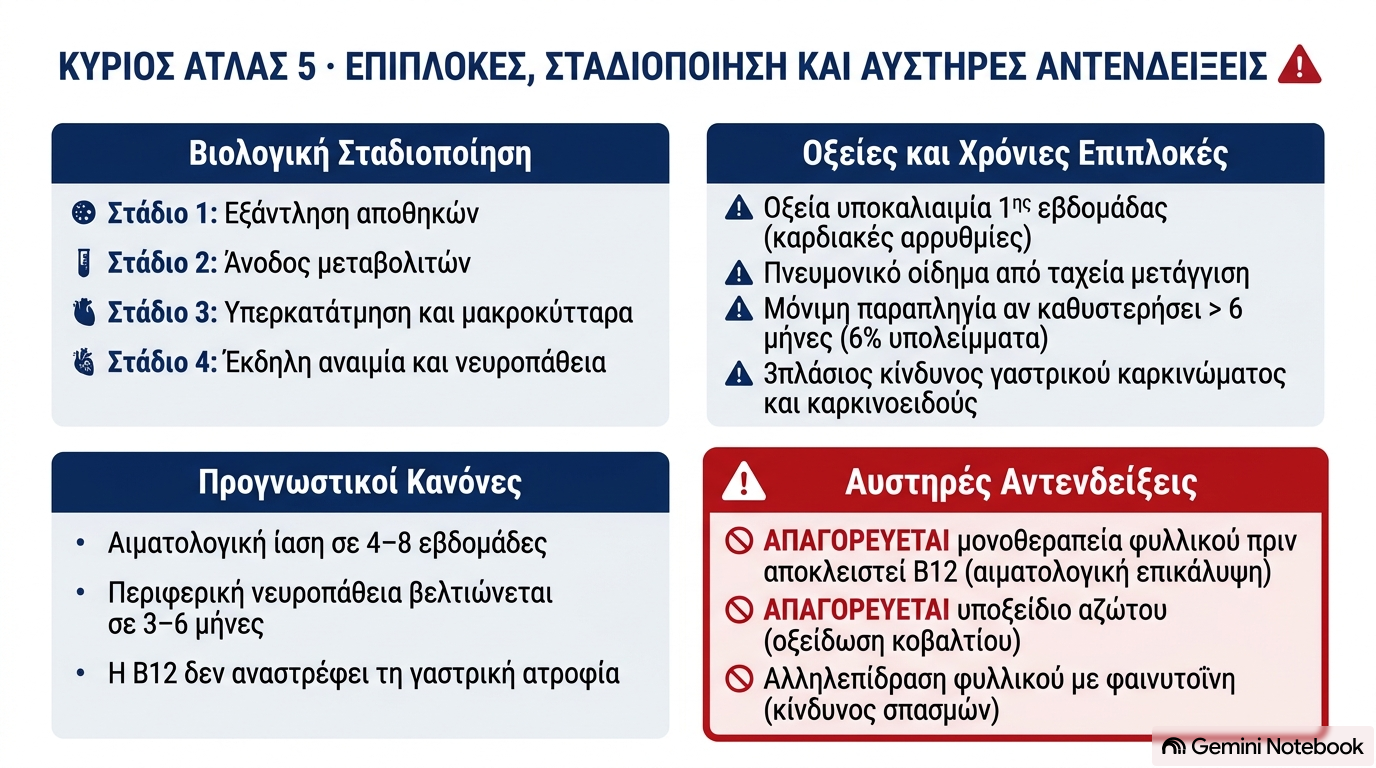 ΚΥΡΙΟΣ ΑΤΛΑΣ 5 · ΕΠΙΠΛΟΚΕΣ, ΣΤΑΔΙΟΠΟΙΗΣΗ ΚΑΙ ΑΥΣΤΗΡΕΣ ΑΝΤΕΝΔΕΙΞΕΙΣ
Βιολογική Σταδιοποίηση
Στάδιο 1: Εξάντληση αποθηκών
Στάδιο 2: Άνοδος μεταβολιτών
Στάδιο 3: Υπερκατάτμηση και μακροκύτταρα
Στάδιο 4: Έκδηλη αναιμία και νευροπάθεια
Οξείες και Χρόνιες Επιπλοκές
Οξεία υποκαλιαιμία 1ης εβδομάδας
(καρδιακές αρρυθμίες)
Πνευμονικό οίδημα από ταχεία μετάγγιση
Μόνιμη παραπληγία αν καθυστερήσει > 6
μήνες (6% υπολείμματα)
3πλάσιος κίνδυνος γαστρικού καρκινώματος
και καρκινοειδούς
Προγνωστικοί Κανόνες
• Αιματολογική ίαση σε 4–8 εβδομάδες
• Περιφερική νευροπάθεια βελτιώνεται
σε 3–6 μήνες
• Η Β12 δεν αναστρέφει τη γαστρική ατροφία
Αυστηρές Αντενδείξεις
ΑΠΑΓΟΡΕΥΕΤΑΙ μονοθεραπεία φυλλικού πριν
αποκλειστεί Β12 (αιματολογική επικάλυψη)
ΑΠΑΓΟΡΕΥΕΤΑΙ υποξείδιο αζώτου
(οξείδωση κοβαλτίου)
Αλληλεπίδραση φυλλικού με φαινυτοΐνη
(κίνδυνος σπασμών)
Gemini Notebook